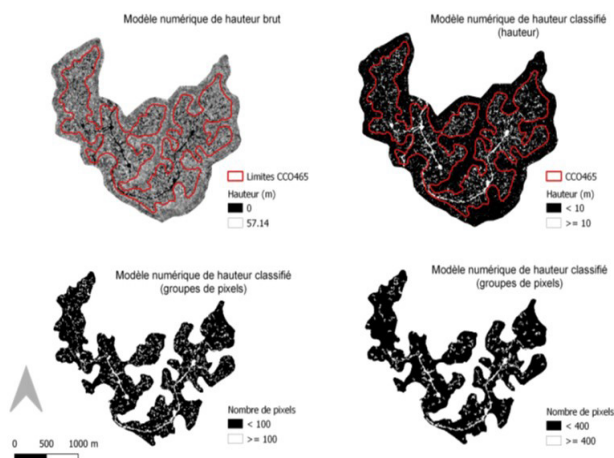 Modèle numérique de hauteur brut
Limites CCO465
Hauteur (m)
0
57.14
Modèle numérique de hauteur classifié
(hauteur)
CCO465
Hauteur (m)
< 10
>= 10
Modèle numérique de hauteur classifié
(groupes de pixels)
Nombre de pixels
< 100
>= 100
Modèle numérique de hauteur classifié
(groupes de pixels)
Nombre de pixels
< 400
>= 400
0 500 1000 m